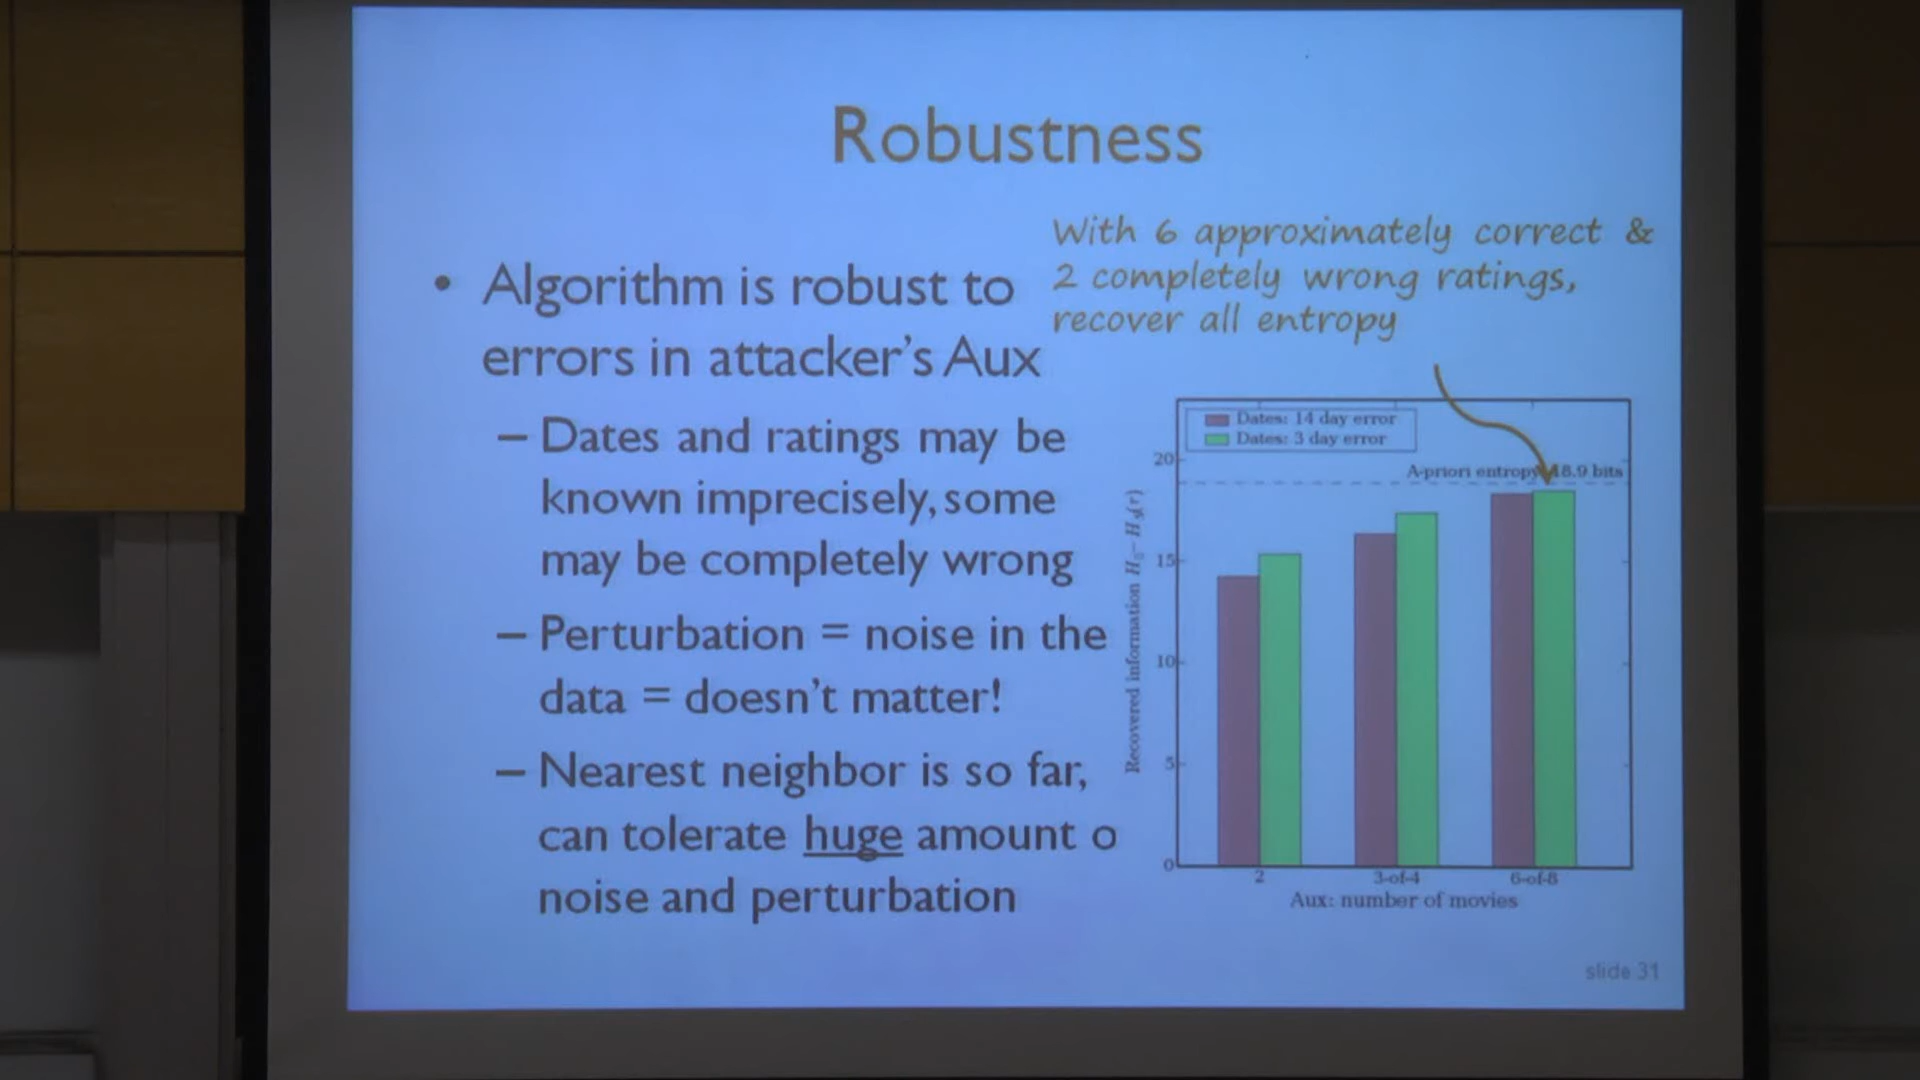 Robustness
With 6 approximately correct &
2 completely wrong ratings,
recover all entropy
• Algorithm is robust to
errors in attacker's Aux
– Dates and ratings may be
known imprecisely, some
may be completely wrong
– Perturbation = noise in the
data = doesn't matter!
– Nearest neighbor is so far,
can tolerate huge amount o
noise and perturbation
Dates: 14 day error
Dates: 3 day error
A-priori entropy 18.9 bits
20
15
10
5
0
Recovered information
2
3-of-4
6-of-8
Aux: number of movies
slide 31